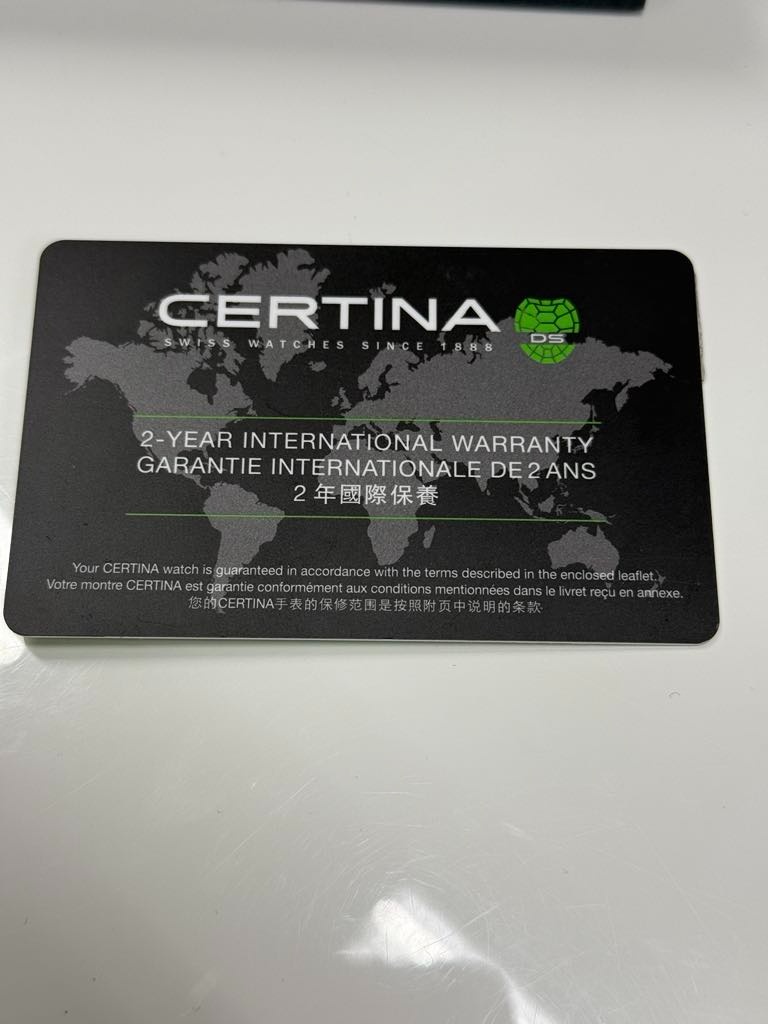 CERTINA
SWISS WATCHES SINCE 1888
DS
2-YEAR INTERNATIONAL WARRANTY
GARANTIE INTERNATIONALE DE 2 ANS
2 年國際保養
Your CERTINA watch is guaranteed in accordance with the terms described in the enclosed leaflet.
Votre montre CERTINA est garantie conformément aux conditions mentionnées dans le livret reçu en annexe.
您的CERTINA手表的保修范围是按照附页中说明的条款